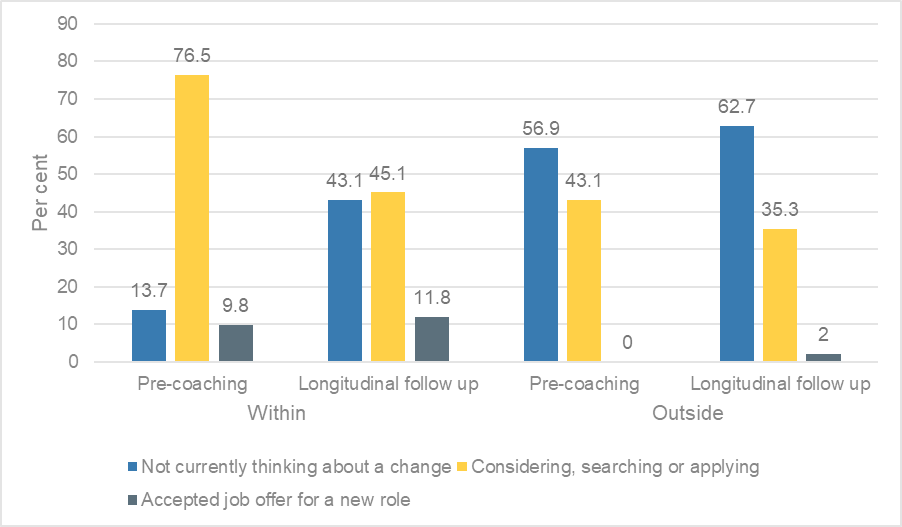 90
80
70
60
50
40
30
20
10
0
Per cent
13.7
76.5
9.8
43.1
45.1
11.8
56.9
43.1
0
62.7
35.3
2
Pre-coaching
Longitudinal follow up
Pre-coaching
Longitudinal follow up
Within
Outside
Not currently thinking about a change
Considering, searching or applying
Accepted job offer for a new role